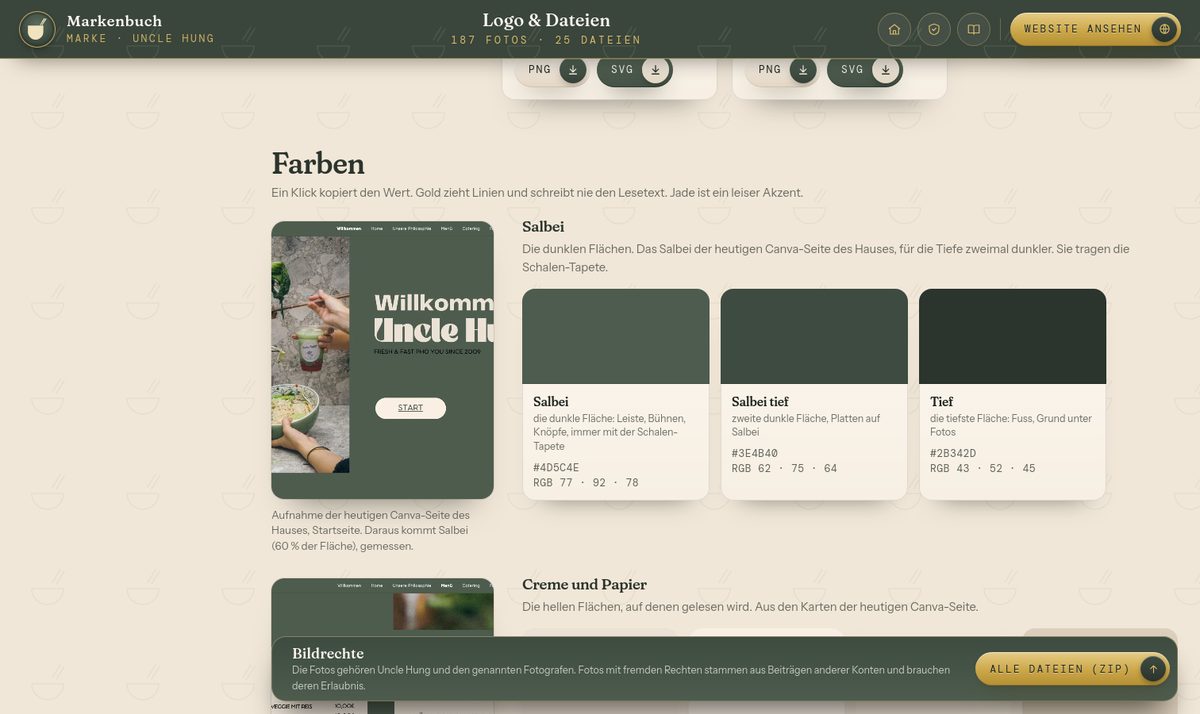 Markenbuch
MARKE · UNCLE HUNG
Logo & Dateien
187 FOTOS · 25 DATEIEN
WEBSITE ANSEHEN
PNG
SVG
PNG
SVG
Farben
Ein Klick kopiert den Wert. Gold zieht Linien und schreibt nie den Lesetext. Jade ist ein leiser Akzent.
Willkommen Home Unsere Philosophie Menü Catering
Willkomm
Uncle Hu
FRESH & FAST PHO YOU SINCE 2009
START
Aufnahme der heutigen Canva-Seite des
Hauses, Startseite. Daraus kommt Salbei
(60 % der Fläche), gemessen.
Salbei
Die dunklen Flächen. Das Salbei der heutigen Canva-Seite des Hauses, für die Tiefe zweimal dunkler. Sie tragen die
Schalen-Tapete.
Salbei
die dunkle Fläche: Leiste, Bühnen,
Knöpfe, immer mit der Schalen-
Tapete
#4D5C4E
RGB 77 · 92 · 78
Salbei tief
zweite dunkle Fläche, Platten auf
Salbei
#3E4B40
RGB 62 · 75 · 64
Tief
die tiefste Fläche: Fuss, Grund unter
Fotos
#2B342D
RGB 43 · 52 · 45
Willkommen Home Unsere Philosophie Menü Catering
Creme und Papier
Die hellen Flächen, auf denen gelesen wird. Aus den Karten der heutigen Canva-Seite.
Bildrechte
Die Fotos gehören Uncle Hung und den genannten Fotografen. Fotos mit fremden Rechten stammen aus Beiträgen anderer Konten und brauchen
deren Erlaubnis.
ALLE DATEIEN (ZIP)
VEGGIE MIT REIS